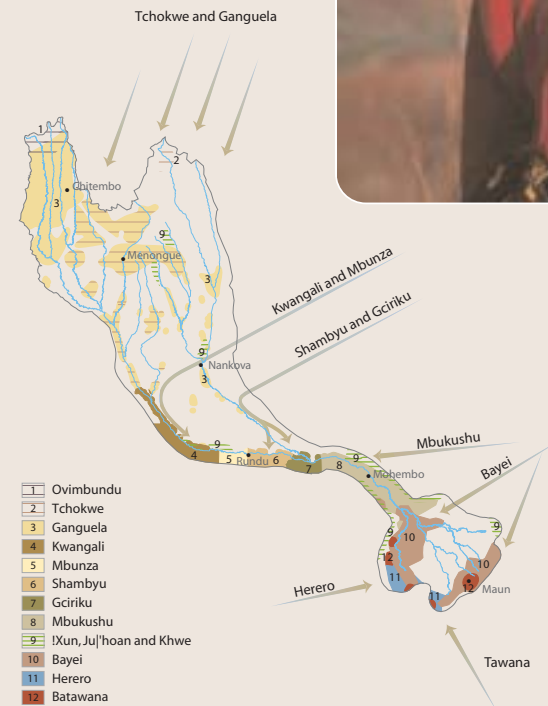 Tchokwe and Ganguela
1
2
Chitembo
3
9
Menongue
3
Kwangali and Mbunza
Shambyu and Gciriku
9
Nankova
3
Mbukushu
9
4
5
Rundu
6
7
8
9
Mohembo
Bayei
9
9
10
12
10
11
12
Maun
11
Herero
Tawana
1 Ovimbundu
2 Tchokwe
3 Ganguela
4 Kwangali
5 Mbunza
6 Shambyu
7 Gciriku
8 Mbukushu
9 !Xun, Ju|'hoan and Khwe
10 Bayei
11 Herero
12 Batawana